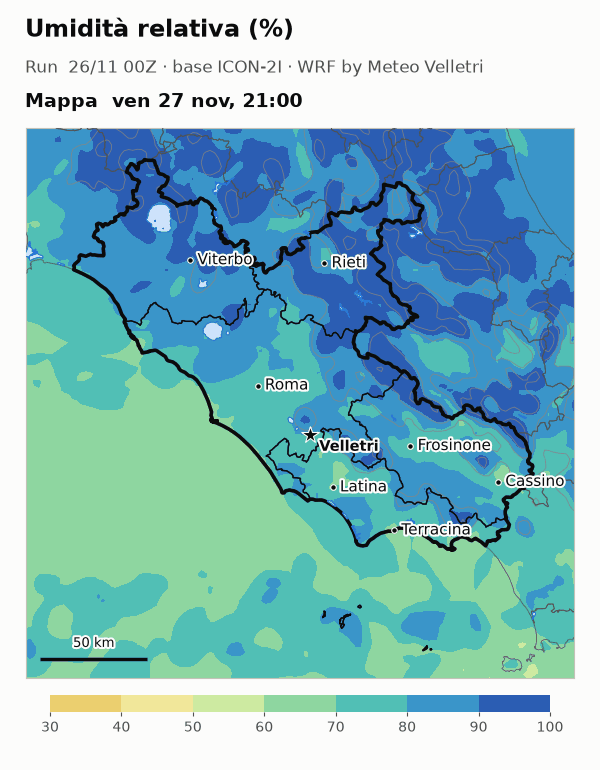 Umidità relativa (%)
Run  26/11 00Z · base ICON-2I · WRF by Meteo Velletri
Mappa  ven 27 nov, 21:00
Viterbo
Rieti
Roma
Velletri
Frosinone
Cassino
Latina
Terracina
50 km
30 40 50 60 70 80 90 100